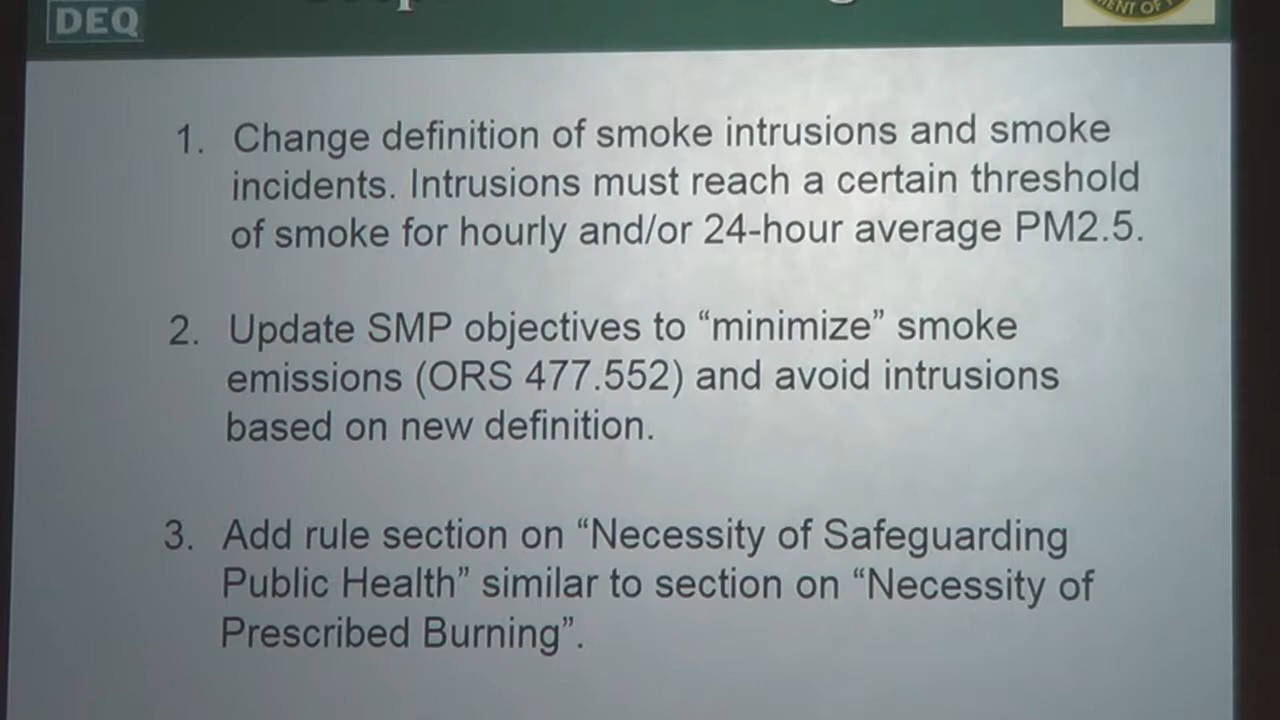 DEQ
MENT OF
1. Change definition of smoke intrusions and smoke
incidents. Intrusions must reach a certain threshold
of smoke for hourly and/or 24-hour average PM2.5.
2. Update SMP objectives to “minimize” smoke
emissions (ORS 477.552) and avoid intrusions
based on new definition.
3. Add rule section on “Necessity of Safeguarding
Public Health” similar to section on “Necessity of
Prescribed Burning”.